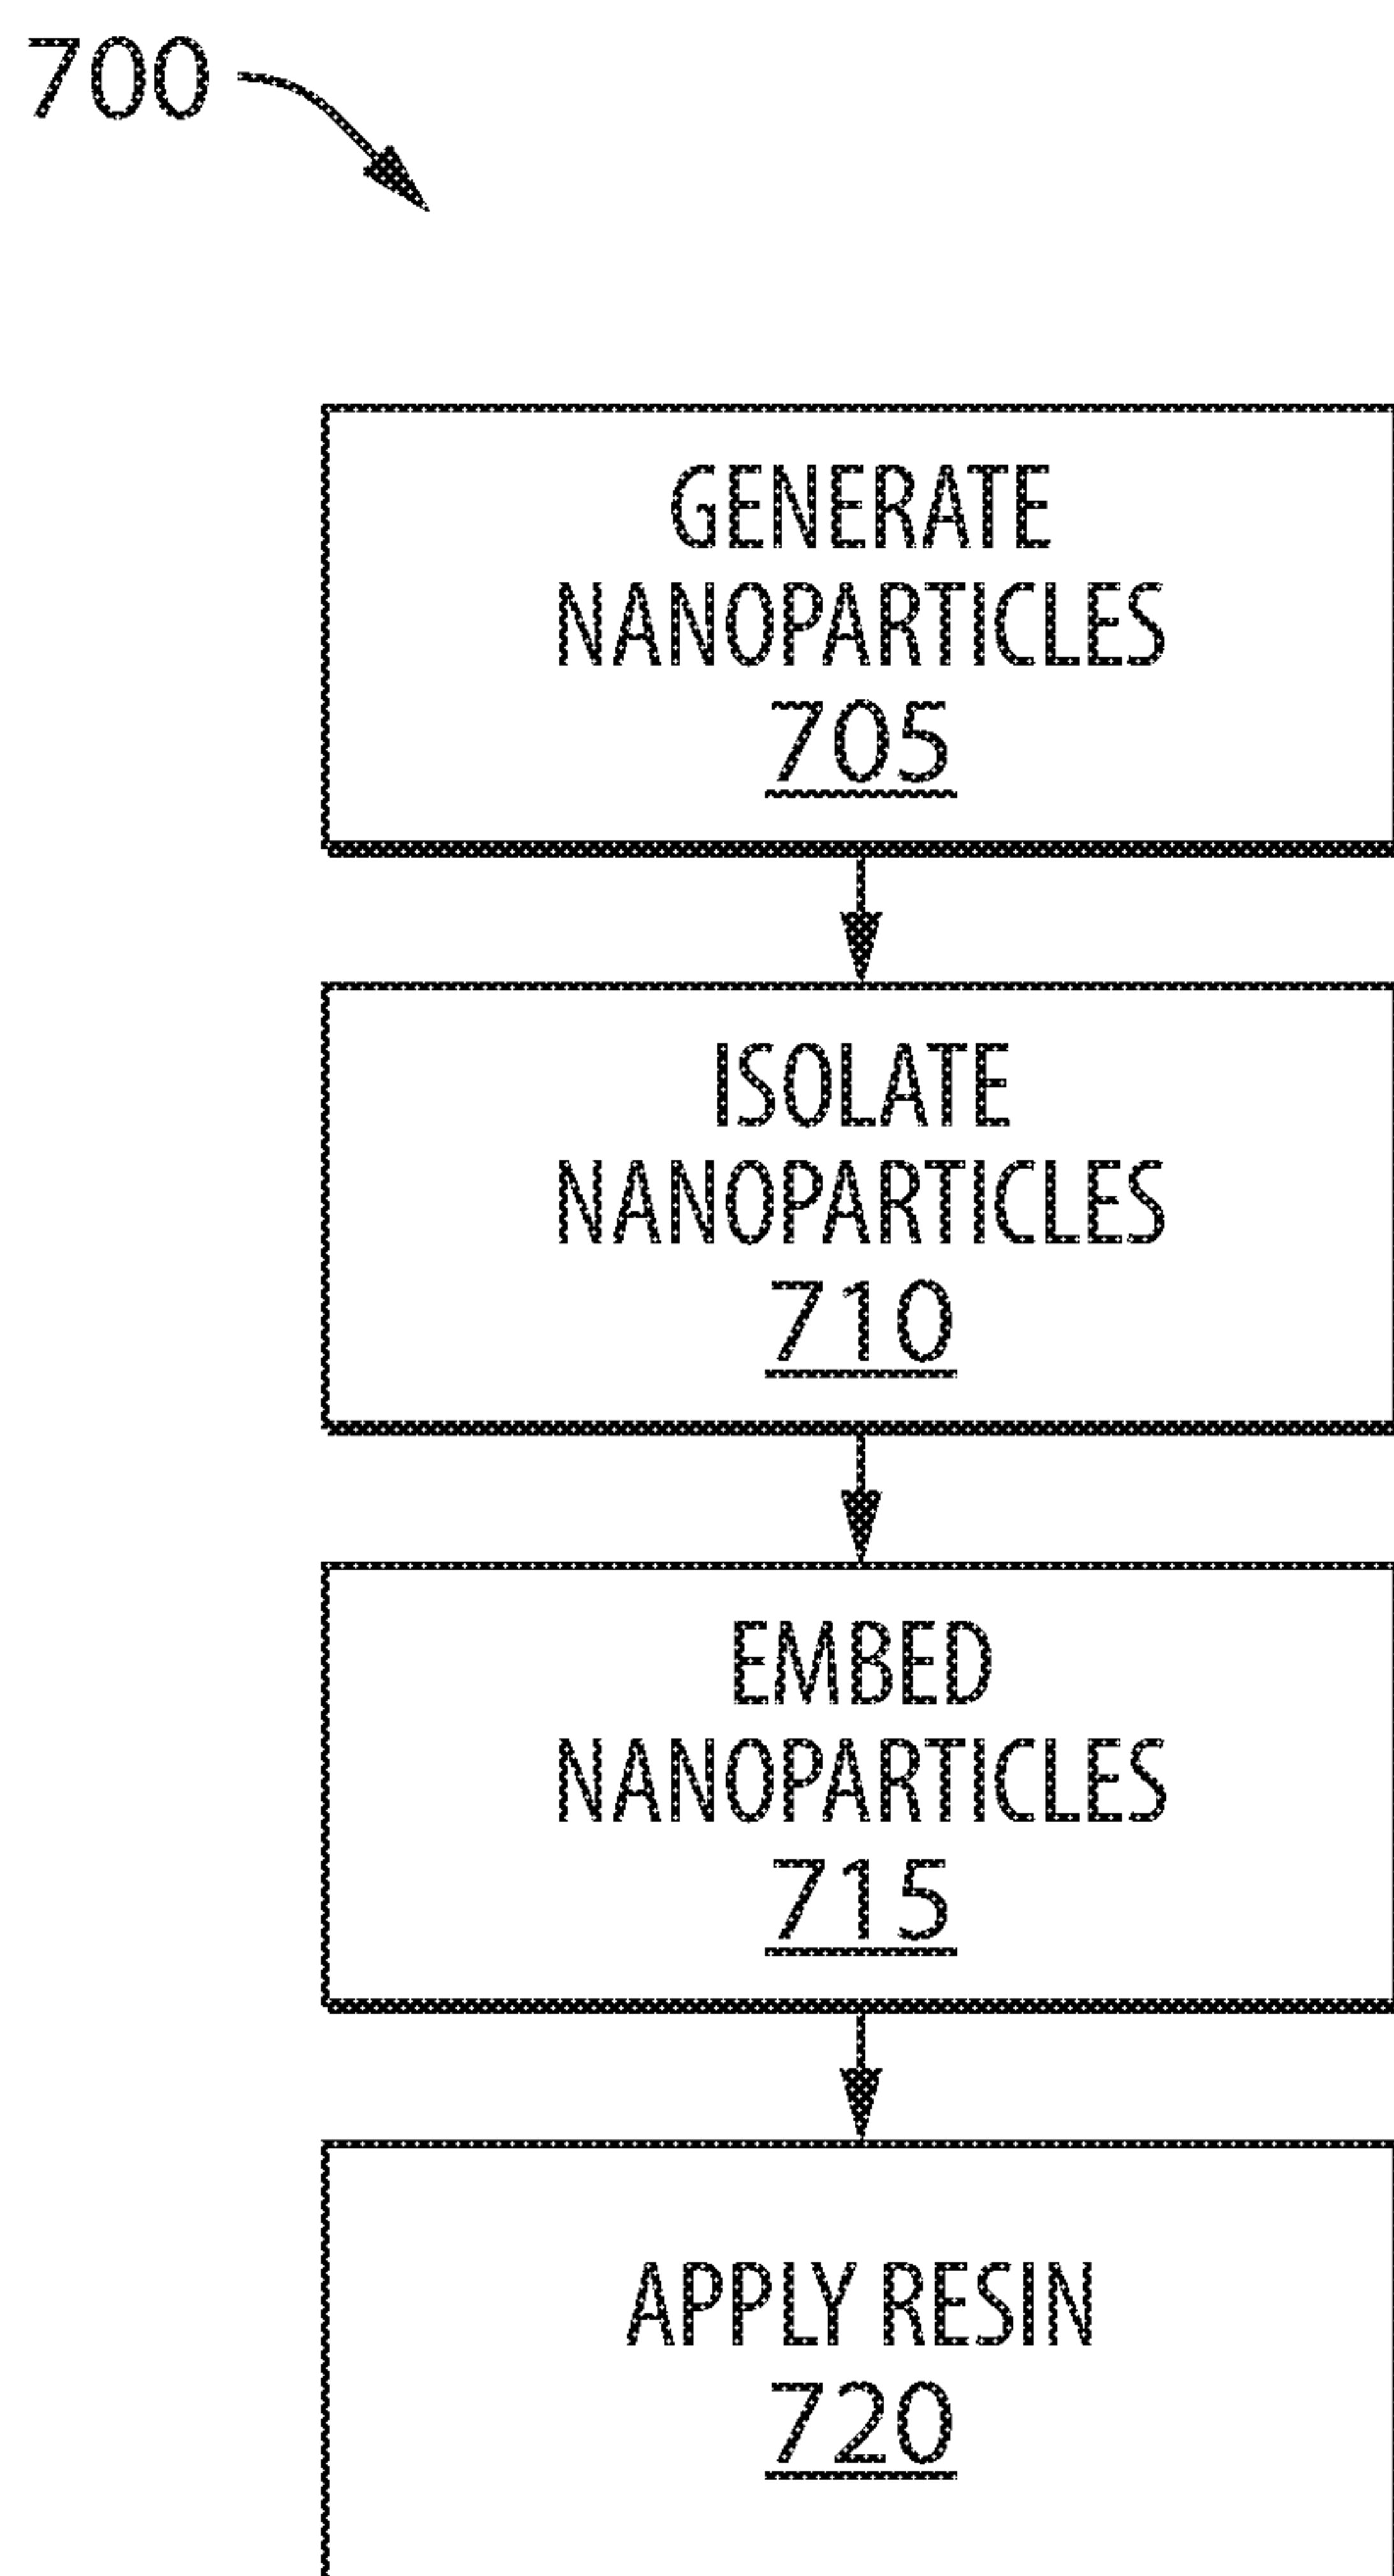 700
GENERATE
NANOPARTICLES
705
ISOLATE
NANOPARTICLES
710
EMBED
NANOPARTICLES
715
APPLY RESIN
720